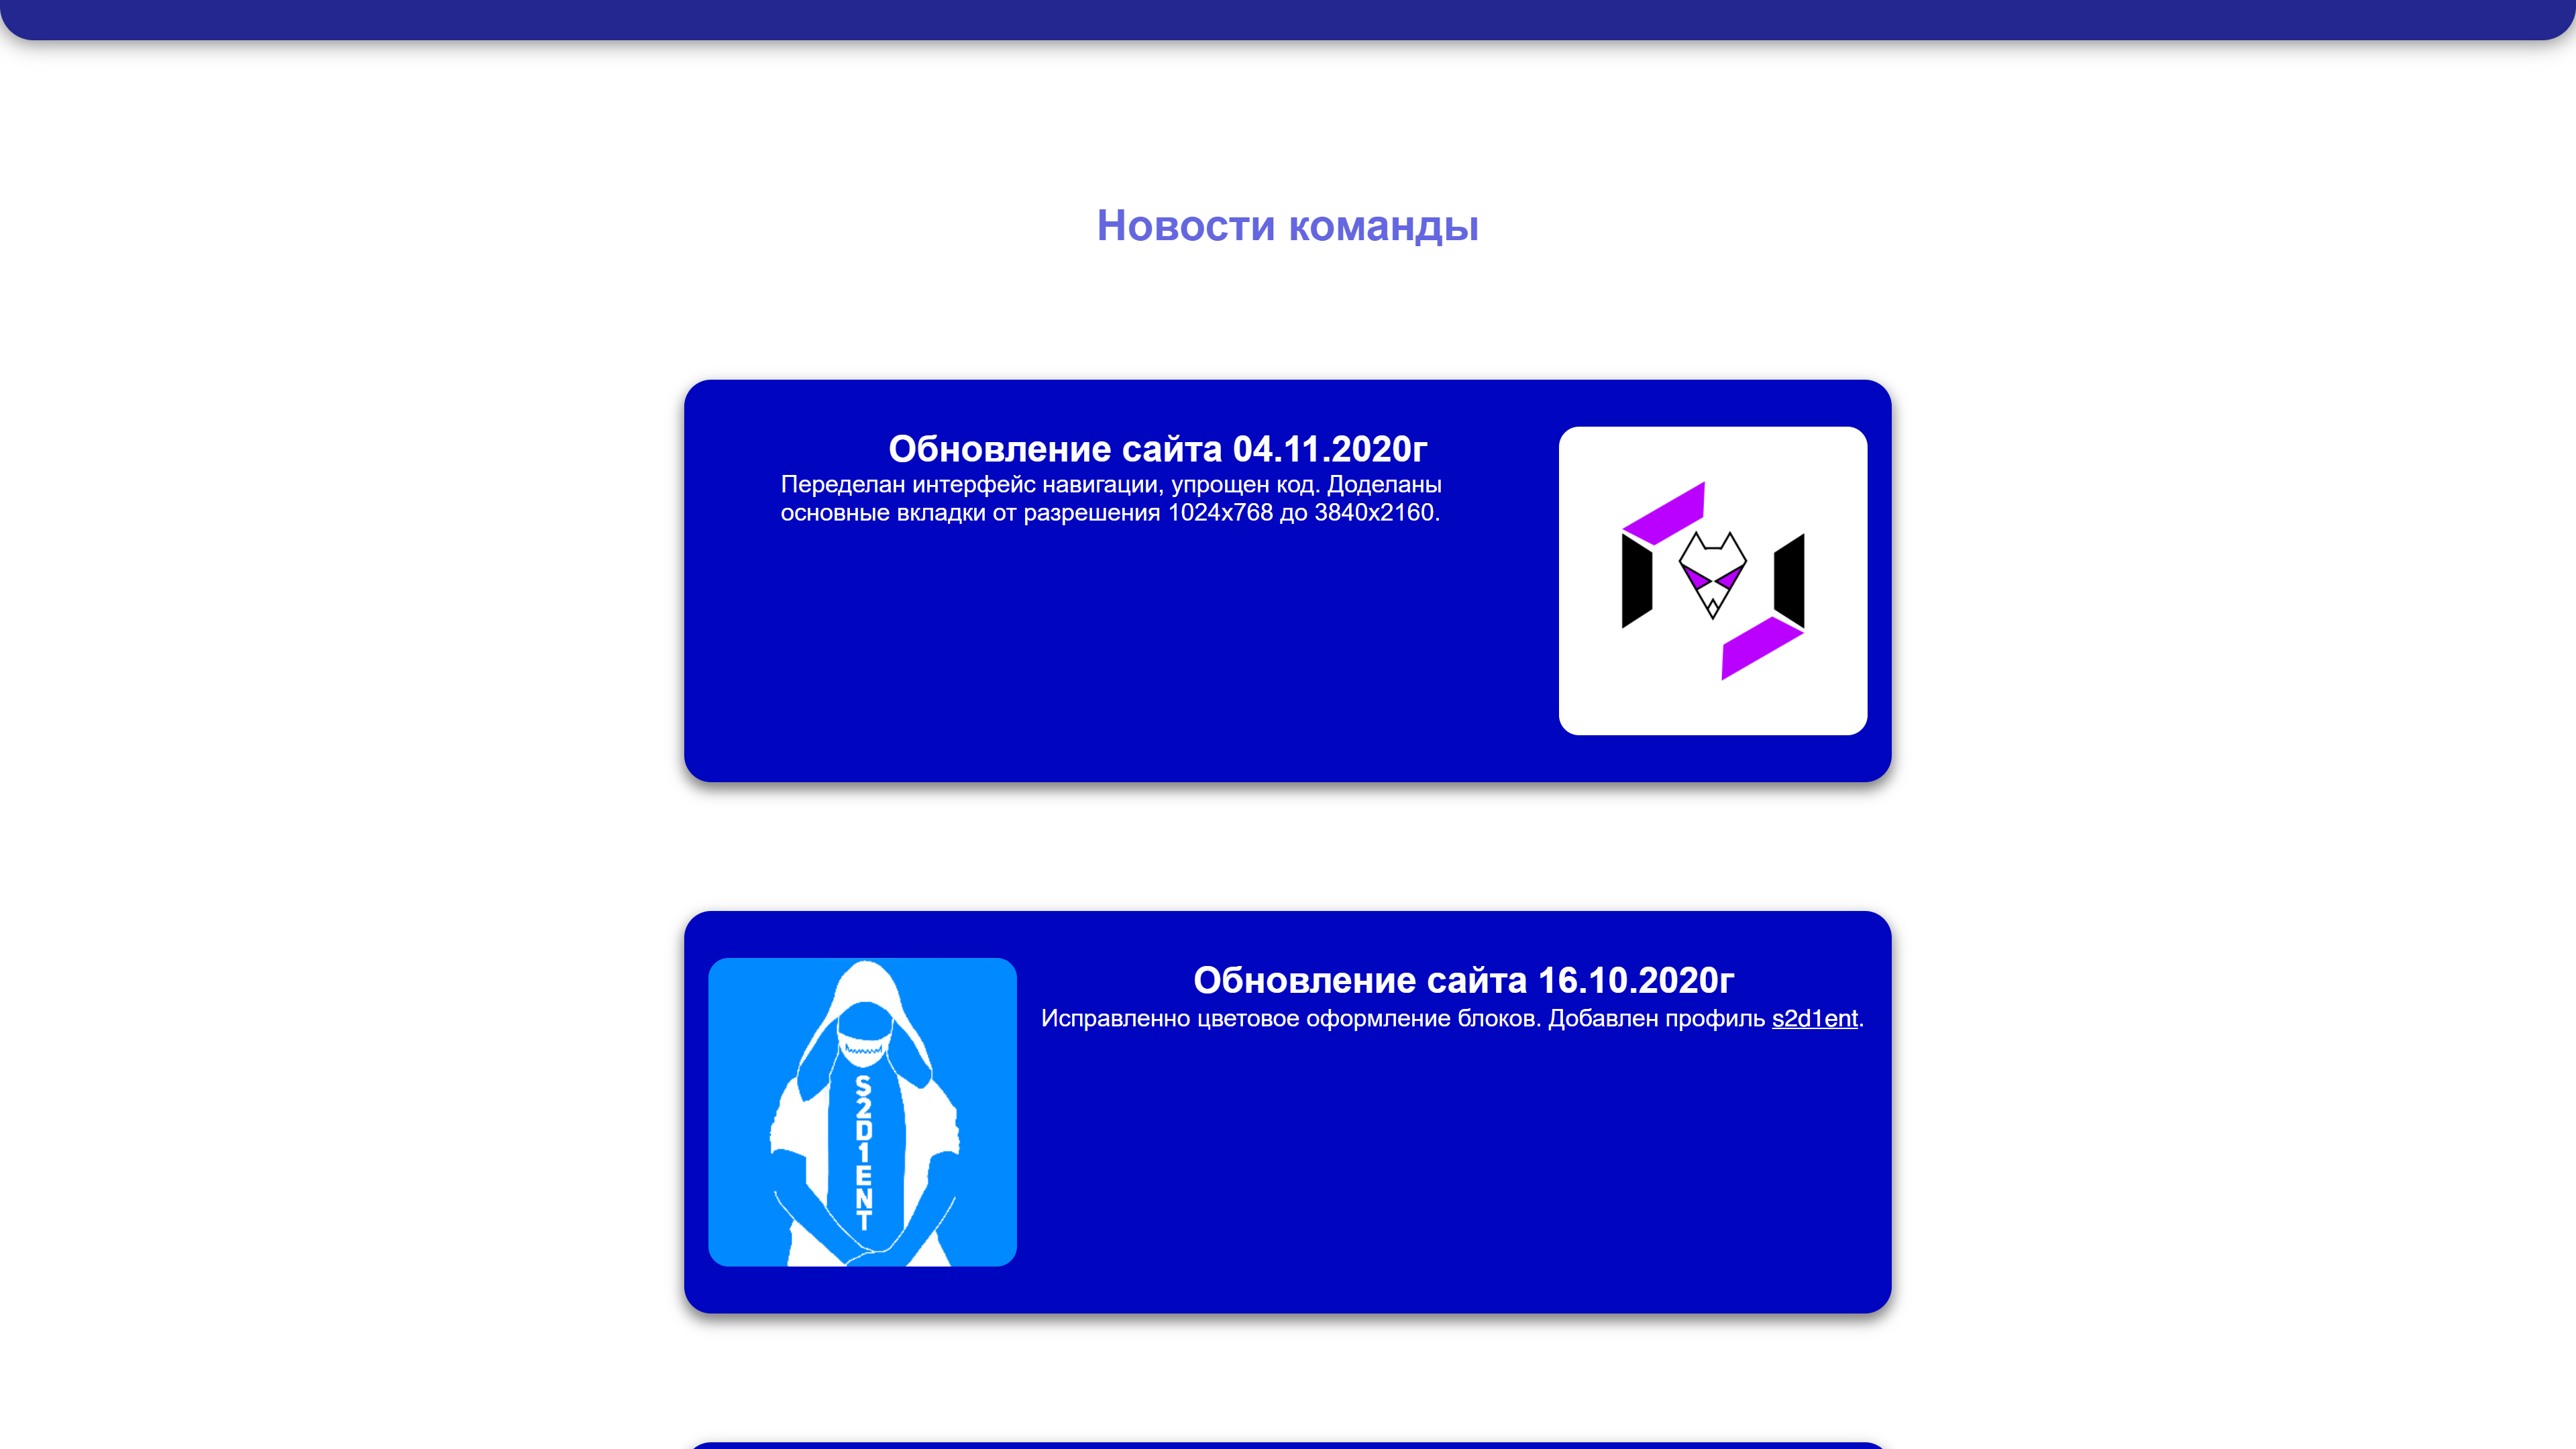 Новости команды
Обновление сайта 04.11.2020г
Переделан интерфейс навигации, упрощен код. Доделаны
основные вкладки от разрешения 1024x768 до 3840x2160.
Обновление сайта 16.10.2020г
Исправленно цветовое оформление блоков. Добавлен профиль s2d1ent.
S2D1ENT